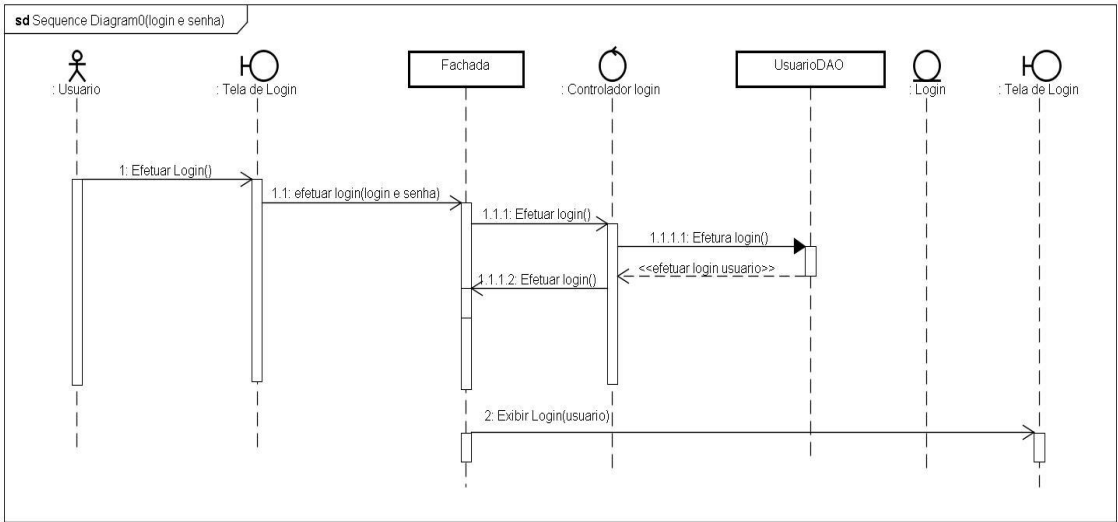 sd Sequence Diagram0(login e senha)
: Usuario
: Tela de Login
Fachada
: Controlador login
UsuarioDAO
: Login
: Tela de Login
1: Efetuar Login()
1.1: efetuar login(login e senha)
1.1.1: Efetuar login()
1.1.1.1: Efetura login()
<<efetuar login usuario>>
1.1.1.2: Efetuar login()
2: Exibir Login(usuario)